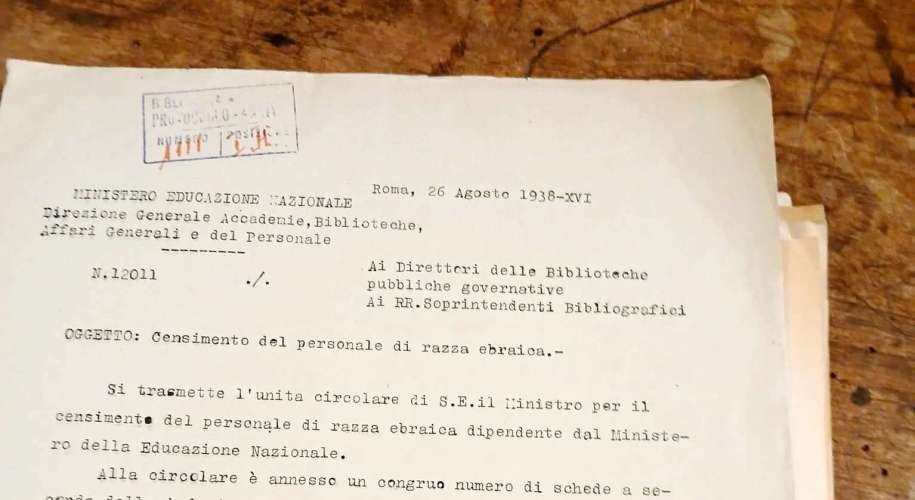 NUMERO
Roma, 26 Agosto 1938-XVI
MINISTERO EDUCAZIONE NAZIONALE
Direzione Generale Accademie,Biblioteche,
Affari Generali e del Personale
---------
N.12011 ./.
Ai Direttori delle Biblioteche
pubbliche governative
Ai RR.Soprintendenti Bibliografici
OGGETTO: Censimento del personale di razza ebraica.-
Si trasmette l'unita circolare di S.E.il Ministro per il
censimento del personale di razza ebraica dipendente dal Ministe-
ro della Educazione Nazionale.
Alla circolare è annesso un congruo numero di schede a se-